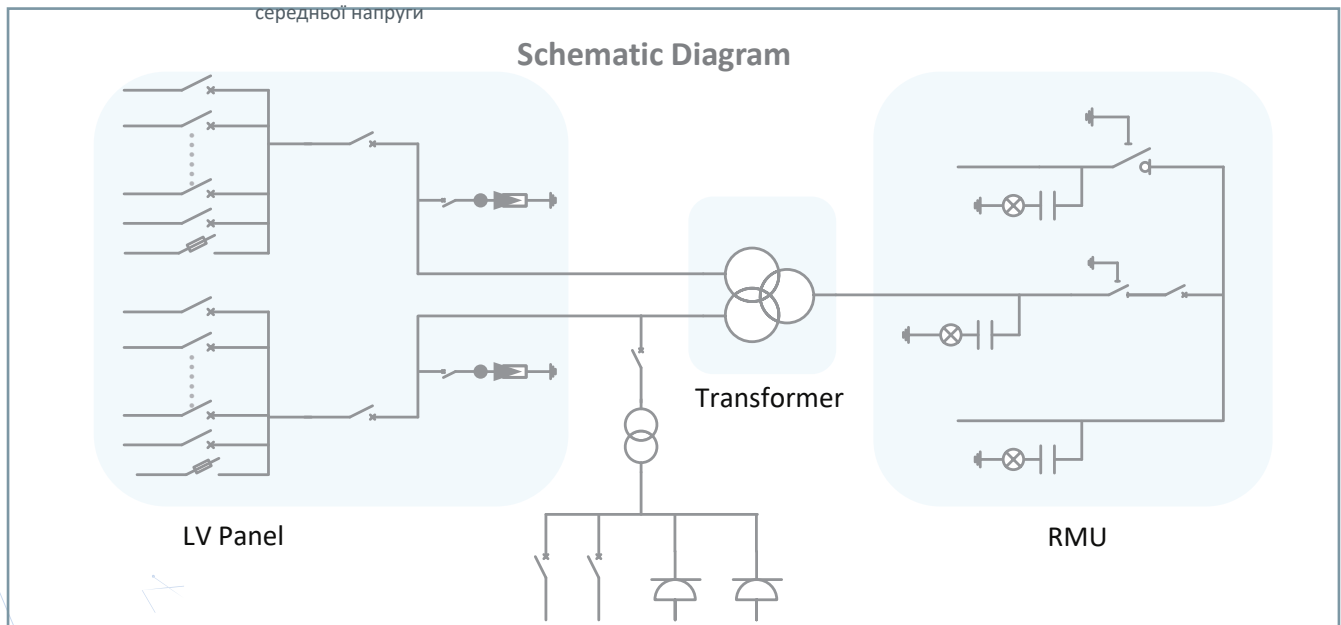 середньої напруги
Schematic Diagram
Transformer
LV Panel
RMU